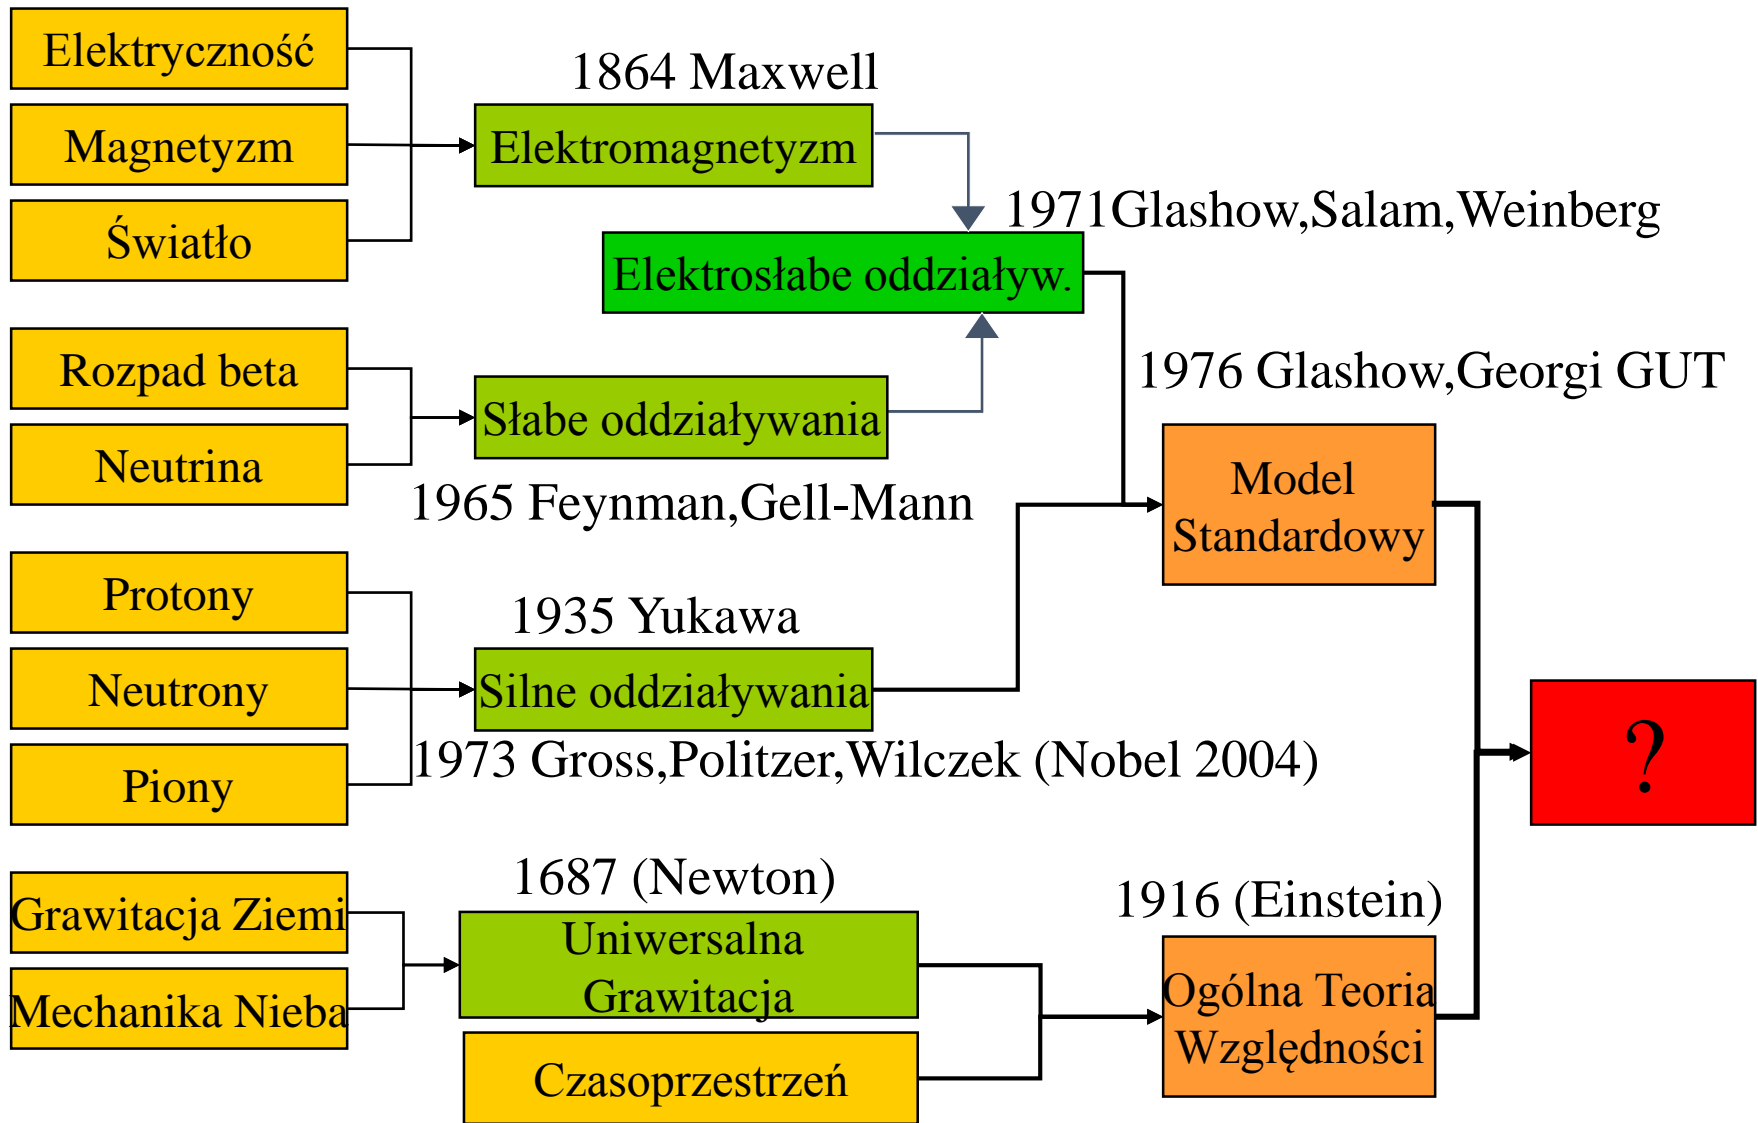 Elektryczność
1864 Maxwell
Magnetyzm
Elektromagnetyzm
Światło
1971Glashow,Salam,Weinberg
Elektrosłabe oddziaływ.
Rozpad beta
1976 Glashow,Georgi GUT
Słabe oddziaływania
Neutrina
1965 Feynman,Gell-Mann
Model
Standardowy
Protony
1935 Yukawa
Neutrony
Silne oddziaływania
1973 Gross,Politzer,Wilczek (Nobel 2004)
Piony
?
1687 (Newton)
1916 (Einstein)
Grawitacja Ziemi
Uniwersalna
Grawitacja
Mechanika Nieba
Ogólna Teoria
Względności
Czasoprzestrzeń